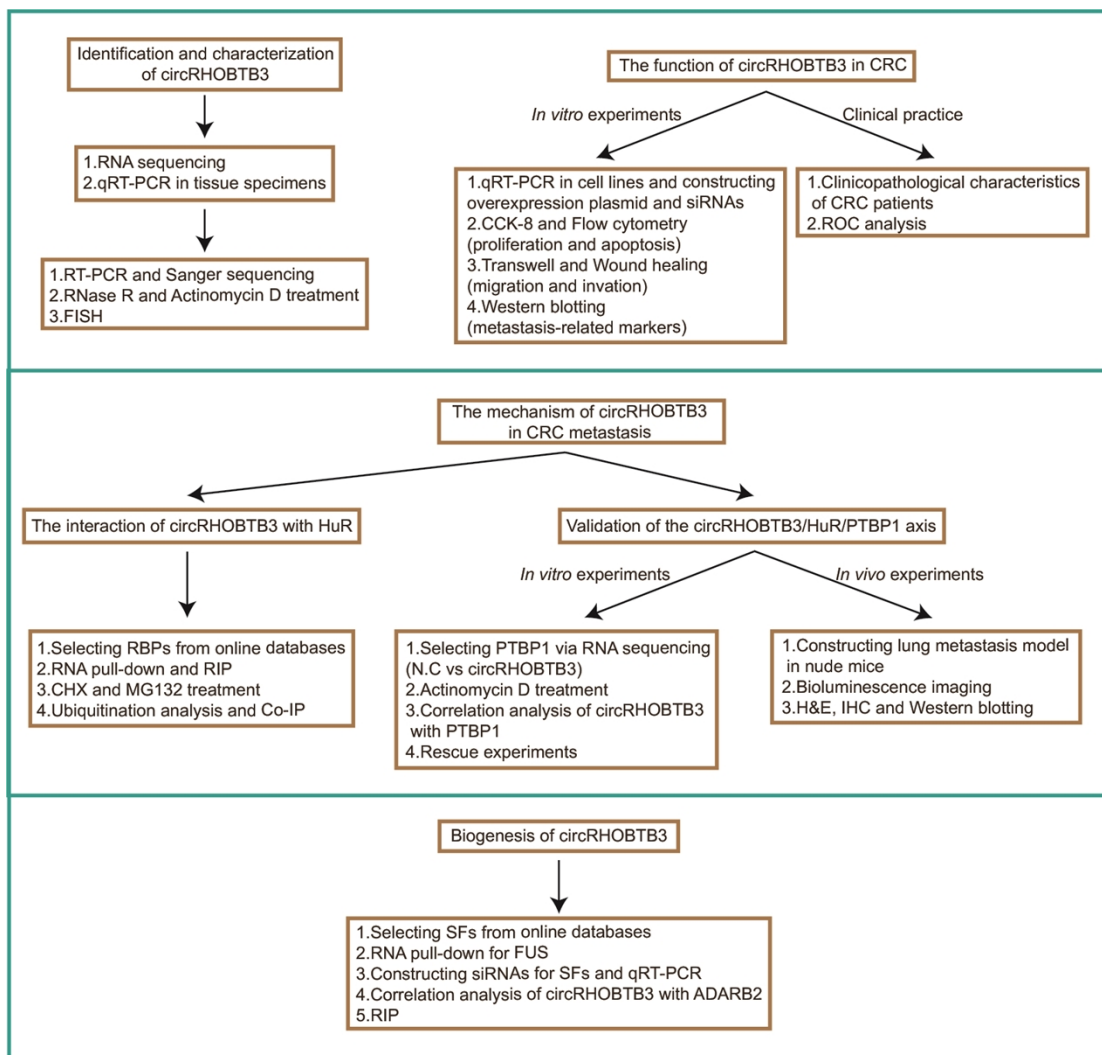 Identification and characterization
of circRHOBTB3
1.RNA sequencing
2.qRT-PCR in tissue specimens
1.RT-PCR and Sanger sequencing
2.RNase R and Actinomycin D treatment
3.FISH
The function of circRHOBTB3 in CRC
In vitro experiments
Clinical practice
1.qRT-PCR in cell lines and constructing
overexpression plasmid and siRNAs
2.CCK-8 and Flow cytometry
(proliferation and apoptosis)
3.Transwell and Wound healing
(migration and invation)
4.Western blotting
(metastasis-related markers)
1.Clinicopathological characteristics
of CRC patients
2.ROC analysis
The mechanism of circRHOBTB3
in CRC metastasis
The interaction of circRHOBTB3 with HuR
1.Selecting RBPs from online databases
2.RNA pull-down and RIP
3.CHX and MG132 treatment
4.Ubiquitination analysis and Co-IP
Validation of the circRHOBTB3/HuR/PTBP1 axis
In vitro experiments
In vivo experiments
1.Selecting PTBP1 via RNA sequencing
(N.C vs circRHOBTB3)
2.Actinomycin D treatment
3.Correlation analysis of circRHOBTB3
with PTBP1
4.Rescue experiments
1.Constructing lung metastasis model
in nude mice
2.Bioluminescence imaging
3.H&E, IHC and Western blotting
Biogenesis of circRHOBTB3
1.Selecting SFs from online databases
2.RNA pull-down for FUS
3.Constructing siRNAs for SFs and qRT-PCR
4.Correlation analysis of circRHOBTB3 with ADARB2
5.RIP